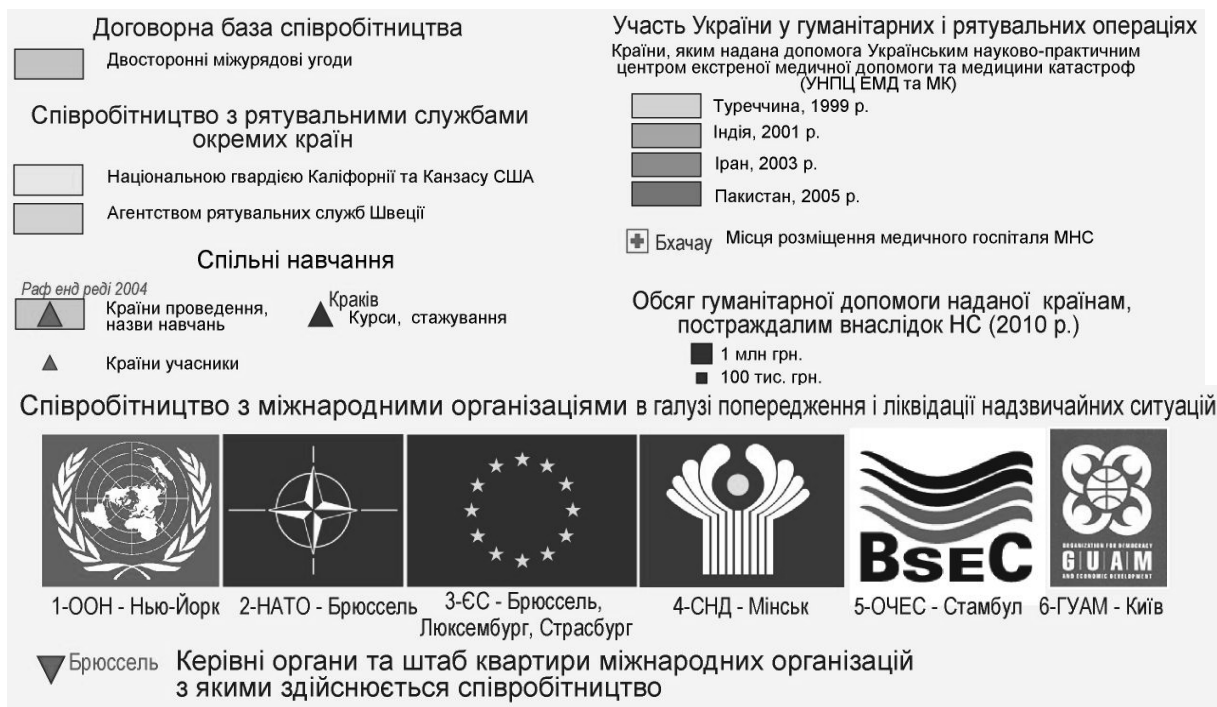 Договорна база співробітництва
Двосторонні міжурядові угоди
Співробітництво з рятувальними службами
окремих країн
Національною гвардією Каліфорнії та Канзасу США
Агентством рятувальних служб Швеції
Спільні навчання
Раф енд реді 2004
Країни проведення,
назви навчань
Краків
Курси, стажування
Країни учасники
Участь України у гуманітарних і рятувальних операціях
Країни, яким надана допомога Українським науково-практичним
центром екстреної медичної допомоги та медицини катастроф
(УНПЦ ЕМД та МК)
Туреччина, 1999 р.
Індія, 2001 р.
Іран, 2003 р.
Пакистан, 2005 р.
Бхачау Місця розміщення медичного госпіталя МНС
Обсяг гуманітарної допомоги наданої країнам,
постраждалим внаслідок НС (2010 р.)
1 млн грн.
100 тис. грн.
Співробітництво з міжнародними організаціями в галузі попередження і ліквідації надзвичайних ситуацій
BSEC
ORGANIZATION FOR DEMOCRACY
GUAM
AND ECONOMIC DEVELOPMENT
1-ООН - Нью-Йорк 2-НАТО - Брюссель 3-ЄС - Брюссель, 4-СНД - Мінськ 5-ОЧЕС - Стамбул 6-ГУАМ - Київ
Люксембург, Страсбург
Брюссель Керівні органи та штаб квартири міжнародних організацій
з якими здійснюється співробітництво